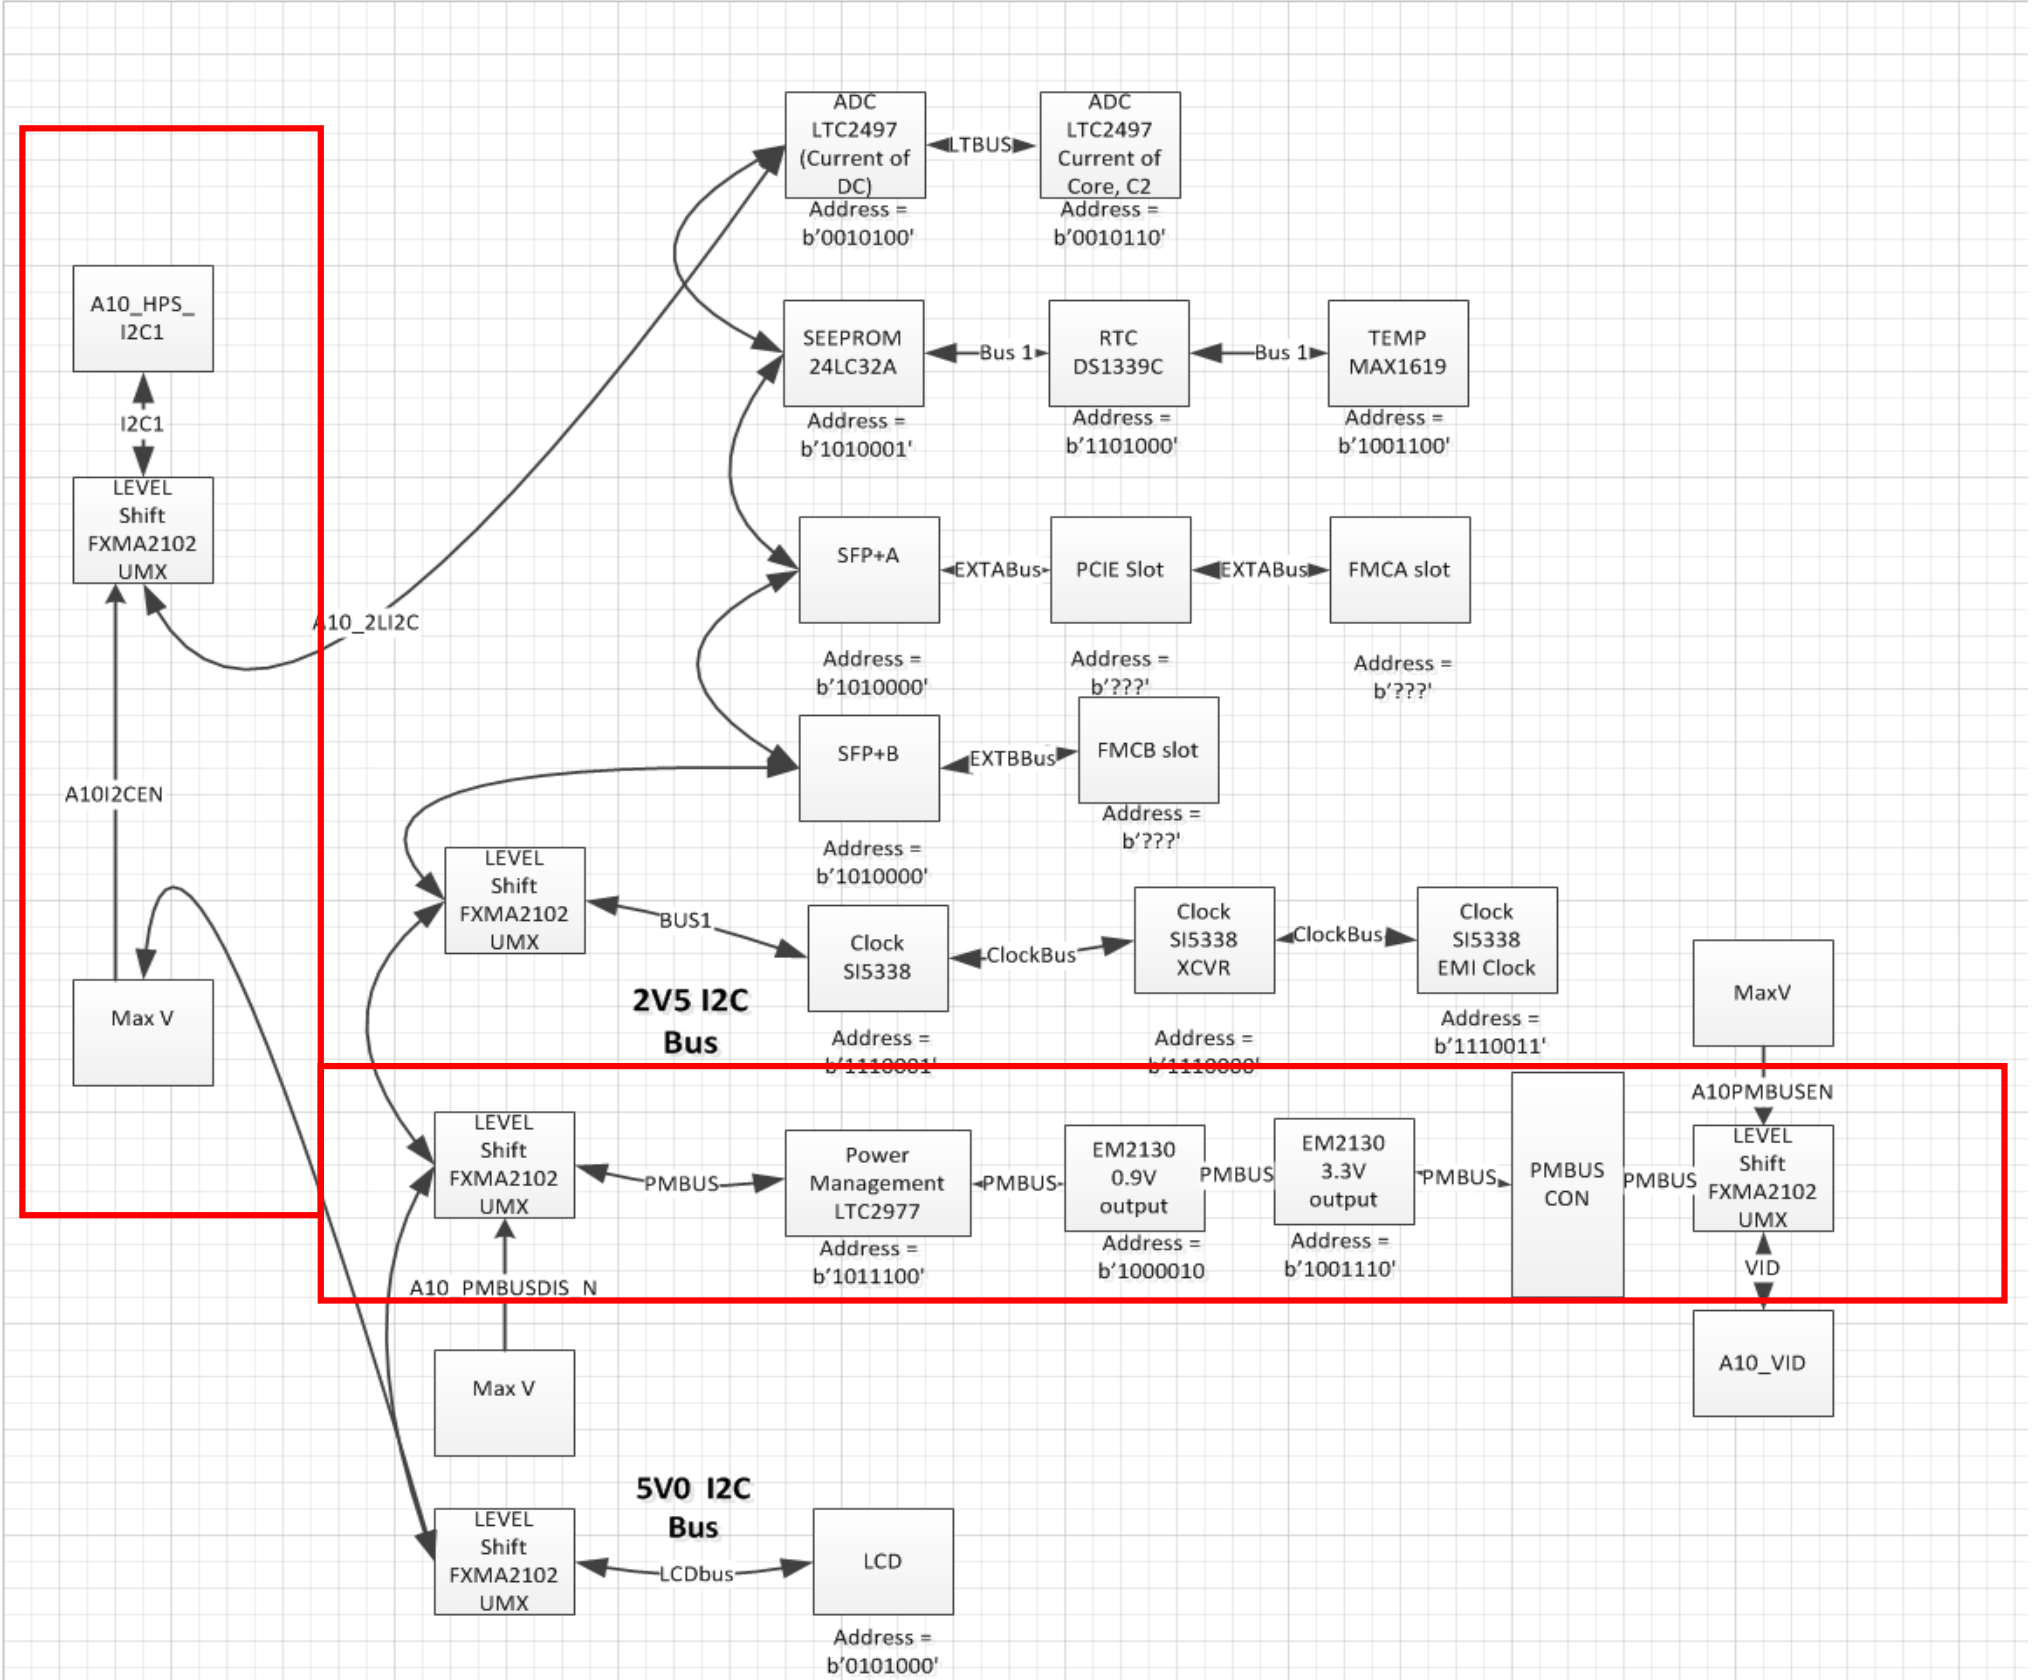 ADC
LTC2497
(Current of
DC)
LTBUS
ADC
LTC2497
Current of
Core, C2
Address =
b'0010100'
Address =
b'0010110'
A10_HPS_
I2C1
I2C1
LEVEL
Shift
FXMA2102
UMX
A10_2LI2C
A10I2CEN
Max V
SEEPROM
24LC32A
Bus 1
RTC
DS1339C
Bus 1
TEMP
MAX1619
Address =
b'1010001'
Address =
b'1101000'
Address =
b'1001100'
SFP+A
EXTABus
PCIE Slot
EXTABus
FMCA slot
Address =
b'1010000'
Address =
b'???'
Address =
b'???'
SFP+B
EXTBBus
FMCB slot
Address =
b'1010000'
Address =
b'???'
LEVEL
Shift
FXMA2102
UMX
BUS1
Clock
SI5338
ClockBus
Clock
SI5338
XCVR
ClockBus
Clock
SI5338
EMI Clock
2V5 I2C
Bus
Address =
b'1110001'
Address =
b'1110000'
Address =
b'1110011'
MaxV
A10PMBUSEN
LEVEL
Shift
FXMA2102
UMX
PMBUS
Power
Management
LTC2977
PMBUS
EM2130
0.9V
output
PMBUS
EM2130
3.3V
output
PMBUS
PMBUS
CON
PMBUS
LEVEL
Shift
FXMA2102
UMX
Address =
b'1011100'
Address =
b'1000010
Address =
b'1001110'
VID
A10_VID
A10_PMBUSDIS_N
Max V
5V0 I2C
Bus
LEVEL
Shift
FXMA2102
UMX
LCDbus
LCD
Address =
b'0101000'